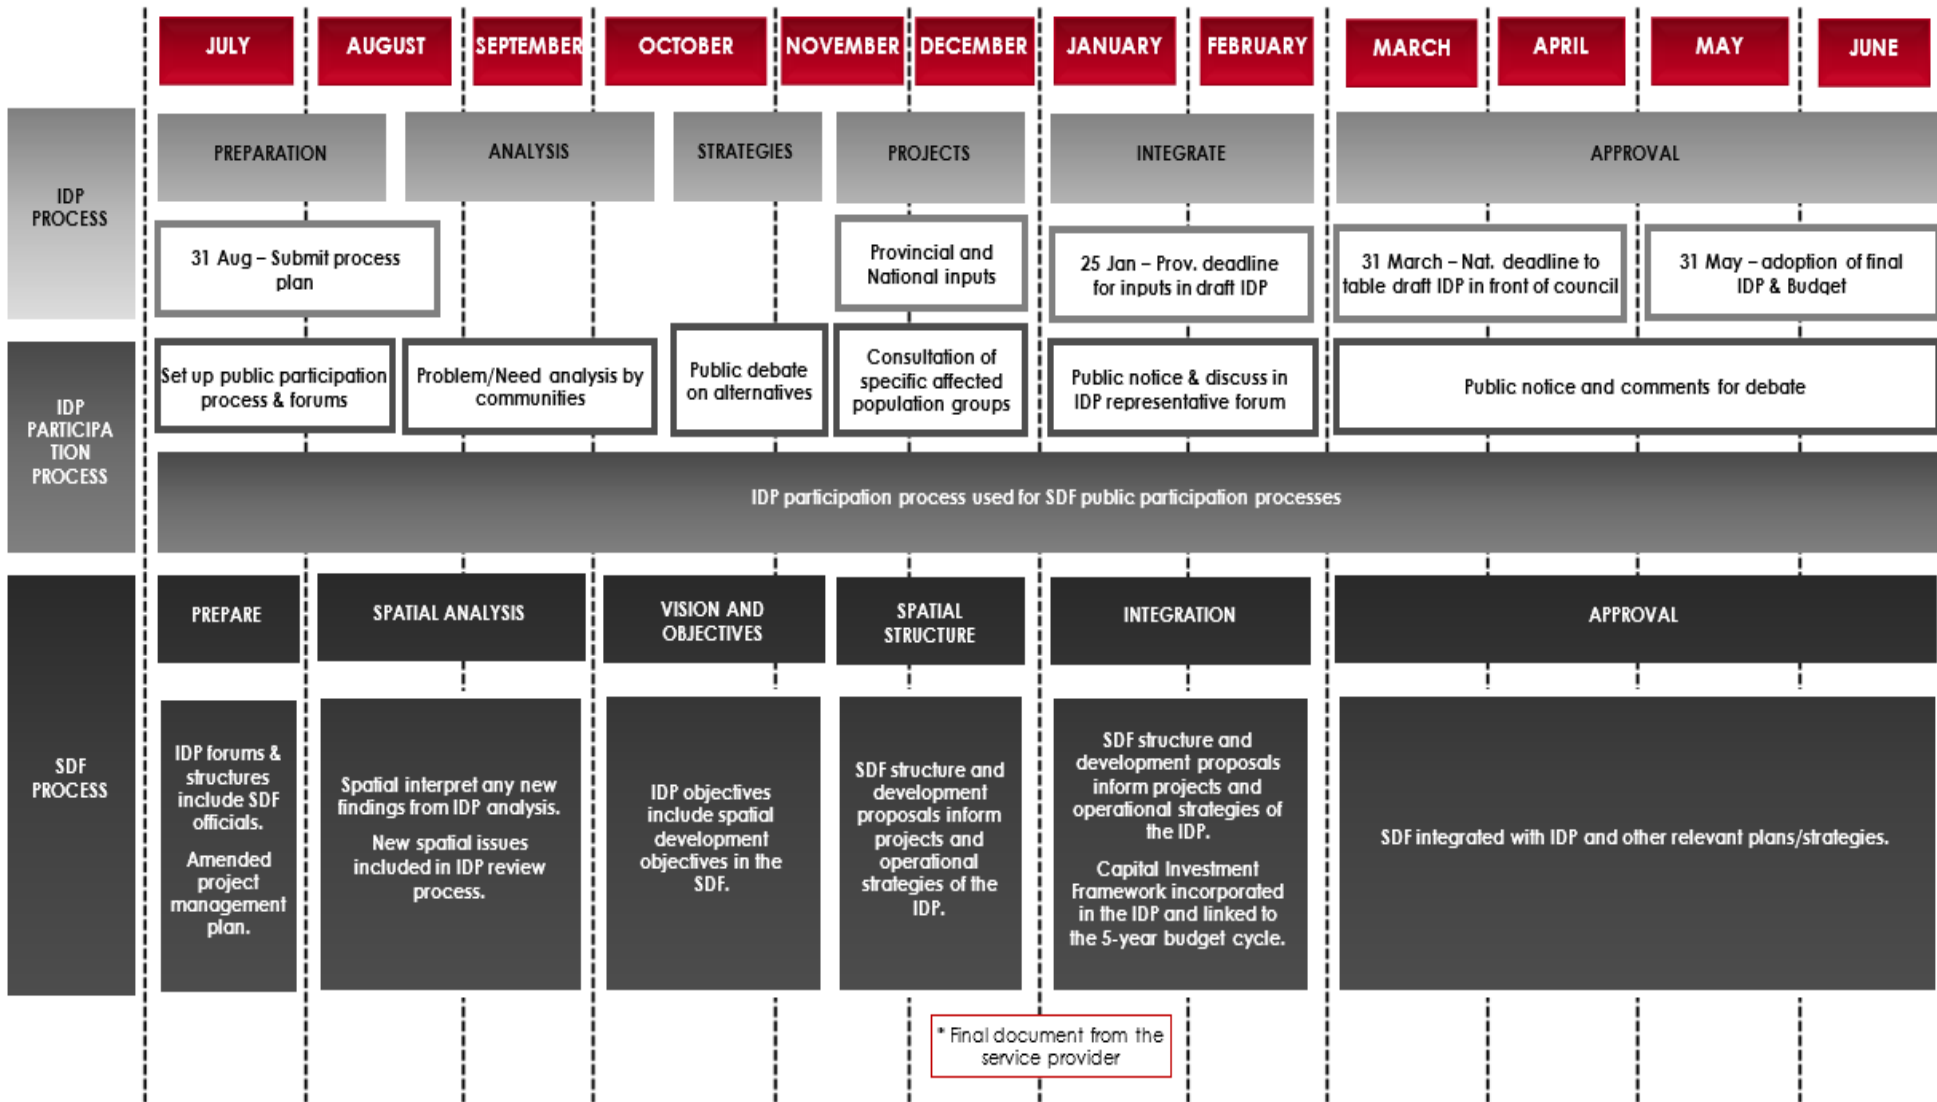 JULY
AUGUST
SEPTEMBER
OCTOBER
NOVEMBER
DECEMBER
JANUARY
FEBRUARY
MARCH
APRIL
MAY
JUNE
IDP
PROCESS
PREPARATION
ANALYSIS
STRATEGIES
PROJECTS
INTEGRATE
APPROVAL
31 Aug – Submit process
plan
Provincial and
National inputs
25 Jan – Prov. deadline
for inputs in draft IDP
31 March – Nat. deadline to
table draft IDP in front of council
31 May – adoption of final
IDP & Budget
IDP
PARTICIPA
TION
PROCESS
Set up public participation
process & forums
Problem/Need analysis by
communities
Public debate
on alternatives
Consultation of
specific affected
population groups
Public notice & discuss in
IDP representative forum
Public notice and comments for debate
IDP participation process used for SDF public participation processes
SDF
PROCESS
PREPARE
SPATIAL ANALYSIS
VISION AND
OBJECTIVES
SPATIAL
STRUCTURE
INTEGRATION
APPROVAL
IDP forums &
structures
include SDF
officials.
Amended
project
management
plan.
Spatial interpret any new
findings from IDP analysis.
New spatial issues
included in IDP review
process.
IDP objectives
include spatial
development
objectives in the
SDF.
SDF structure and
development
proposals inform
projects and
operational
strategies of the
IDP.
SDF structure and
development proposals
inform projects and
operational strategies of
the IDP.
Capital Investment
Framework incorporated
in the IDP and linked to
the 5-year budget cycle.
SDF integrated with IDP and other relevant plans/strategies.
* Final document from the
service provider